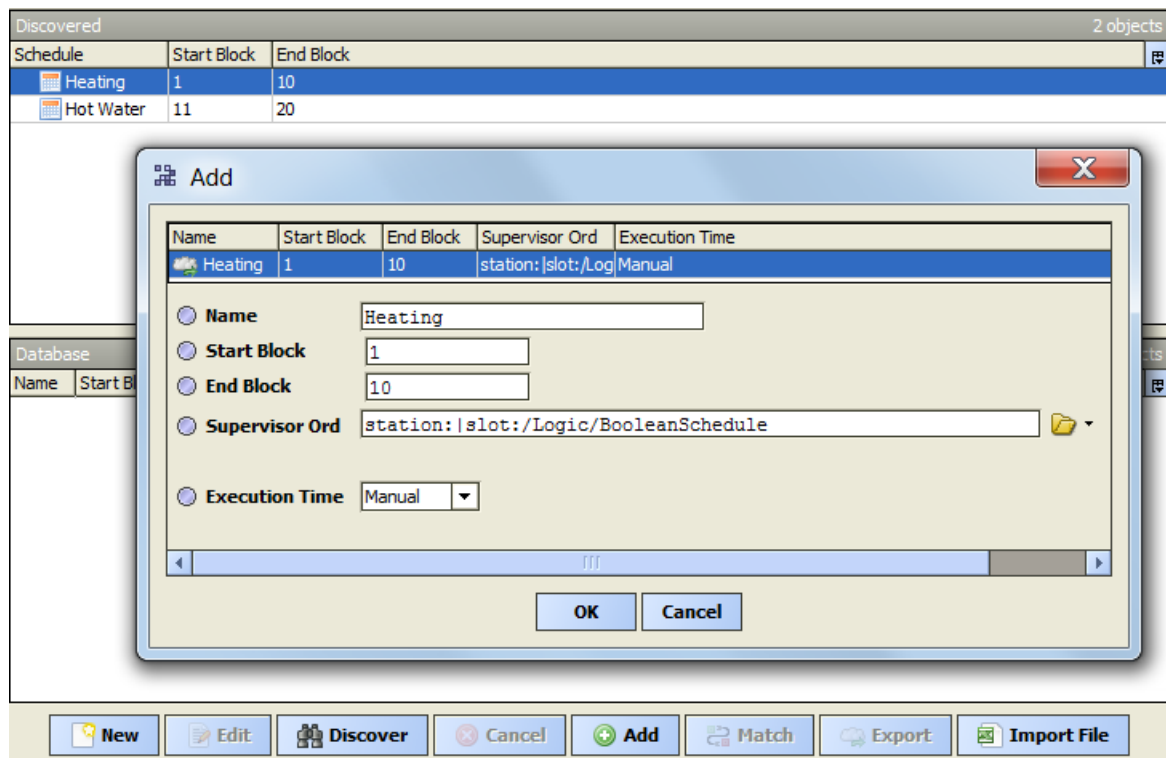 Discovered 2 objects
Schedule Start Block End Block
Heating 1 10
Hot Water 11 20
Add
Name Start Block End Block Supervisor Ord Execution Time
Heating 1 10 station:|slot:/Log Manual
Name Heating
Start Block 1
End Block 10
Supervisor Ord station:|slot:/Logic/BooleanSchedule
Execution Time Manual
Database cts
Name Start Bl
OK Cancel
New Edit Discover Cancel Add Match Export Import File